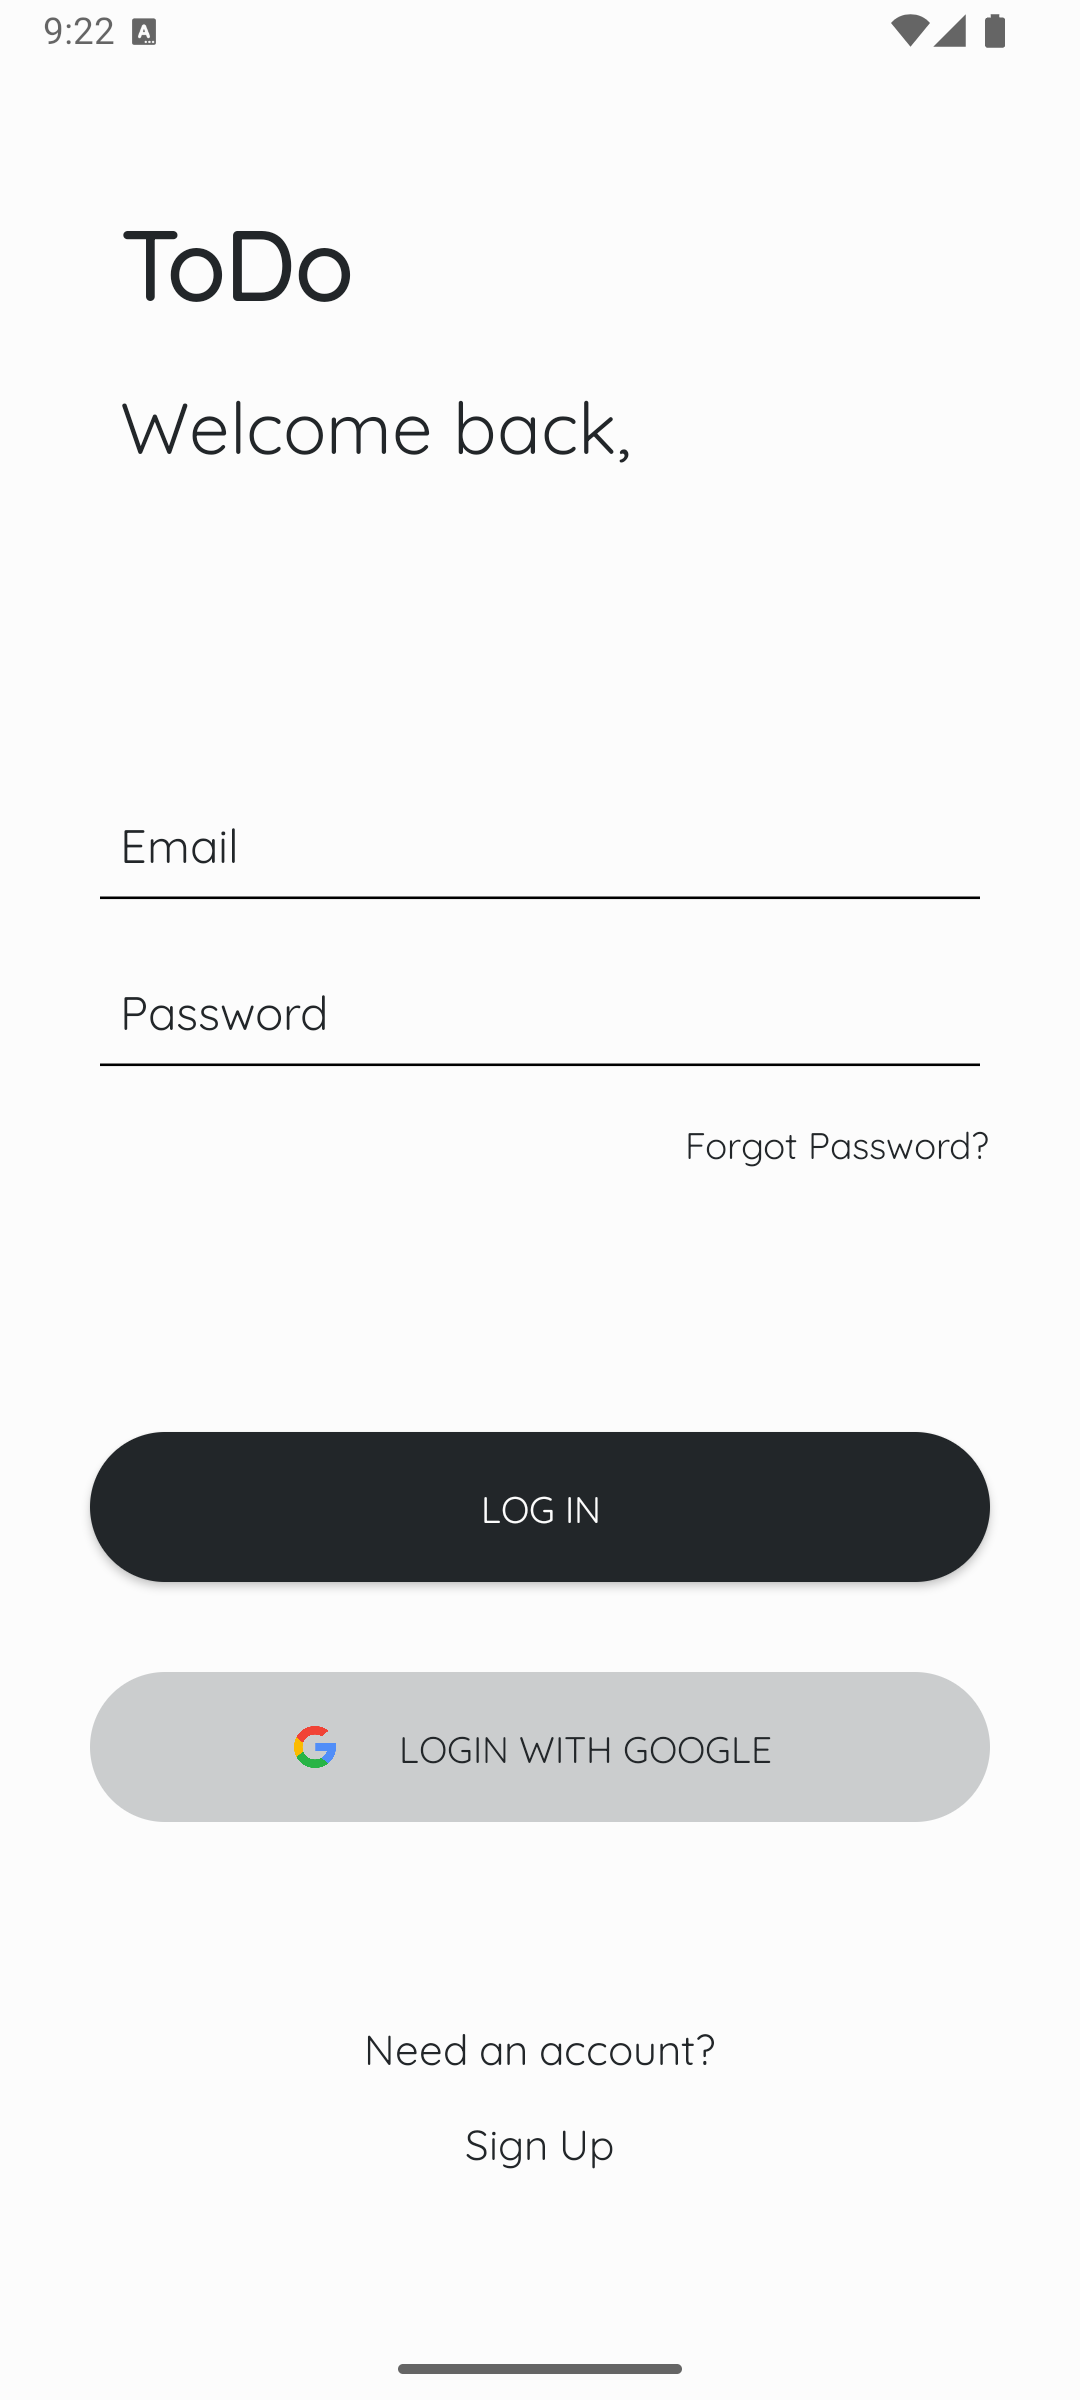 9:22
ToDo
Welcome back,
Email
Password
Forgot Password?
LOG IN
LOGIN WITH GOOGLE
Need an account?
Sign Up